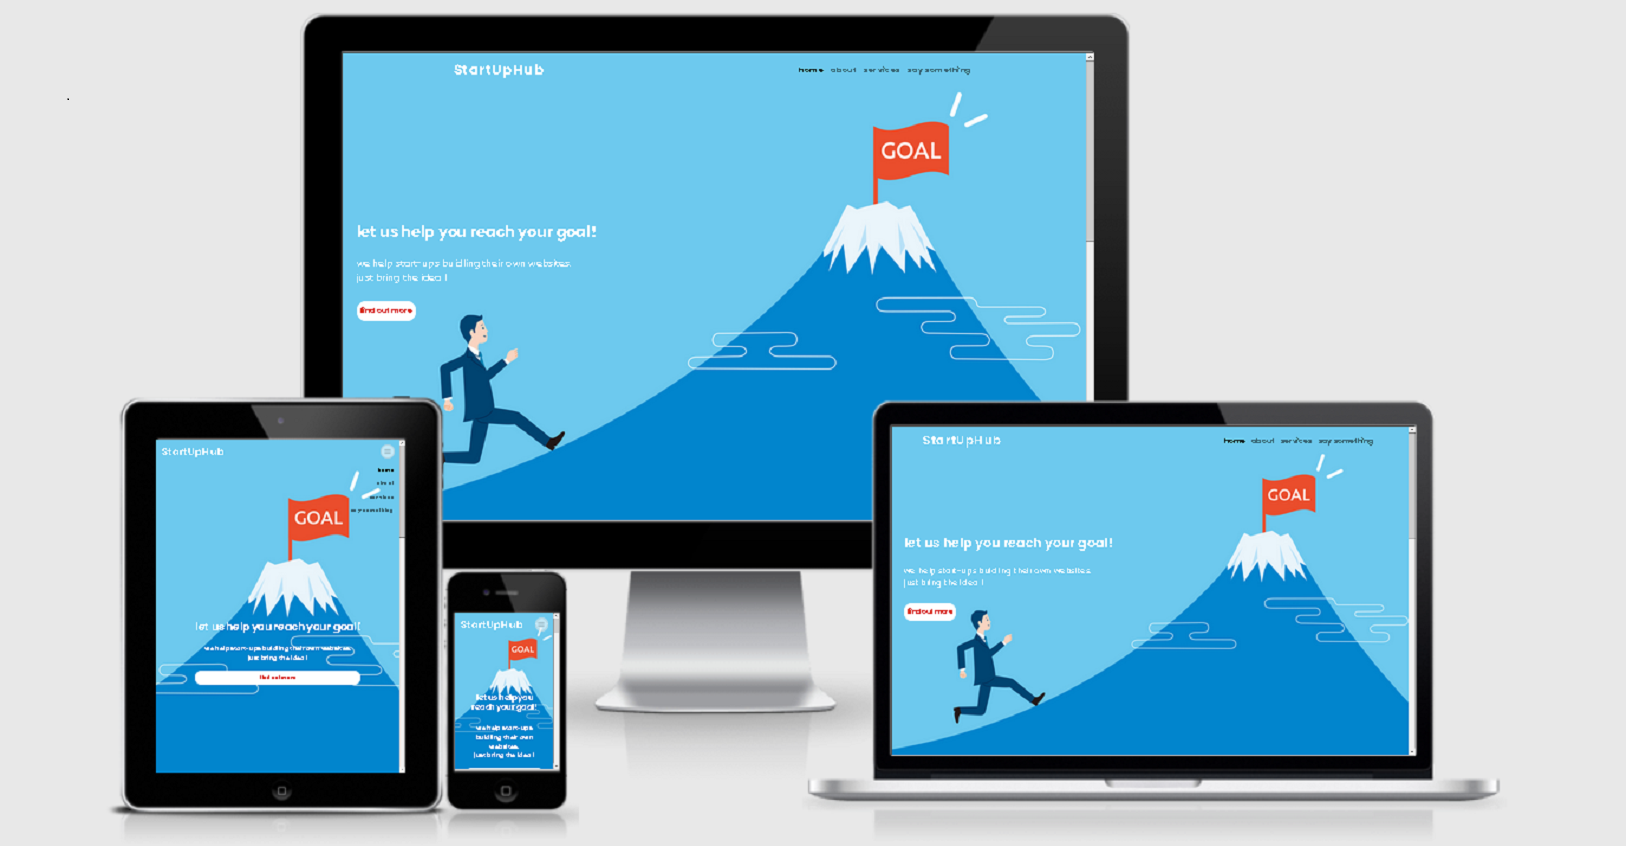 StartUpHub
home about services say something
GOAL
let us help you reach your goal!
we help start-ups building their own websites.
just bring the idea !
find out more
StartUpHub
home
about
services
say something
GOAL
let us help you reach your goal!
we help start-ups building their own websites.
just bring the idea !
find out more
StartUpHub
GOAL
let us help you
reach your goal!
we help start-ups
building their own
websites.
just bring the idea !
StartUpHub
home about services say something
GOAL
let us help you reach your goal!
we help start-ups building their own websites.
just bring the idea !
find out more